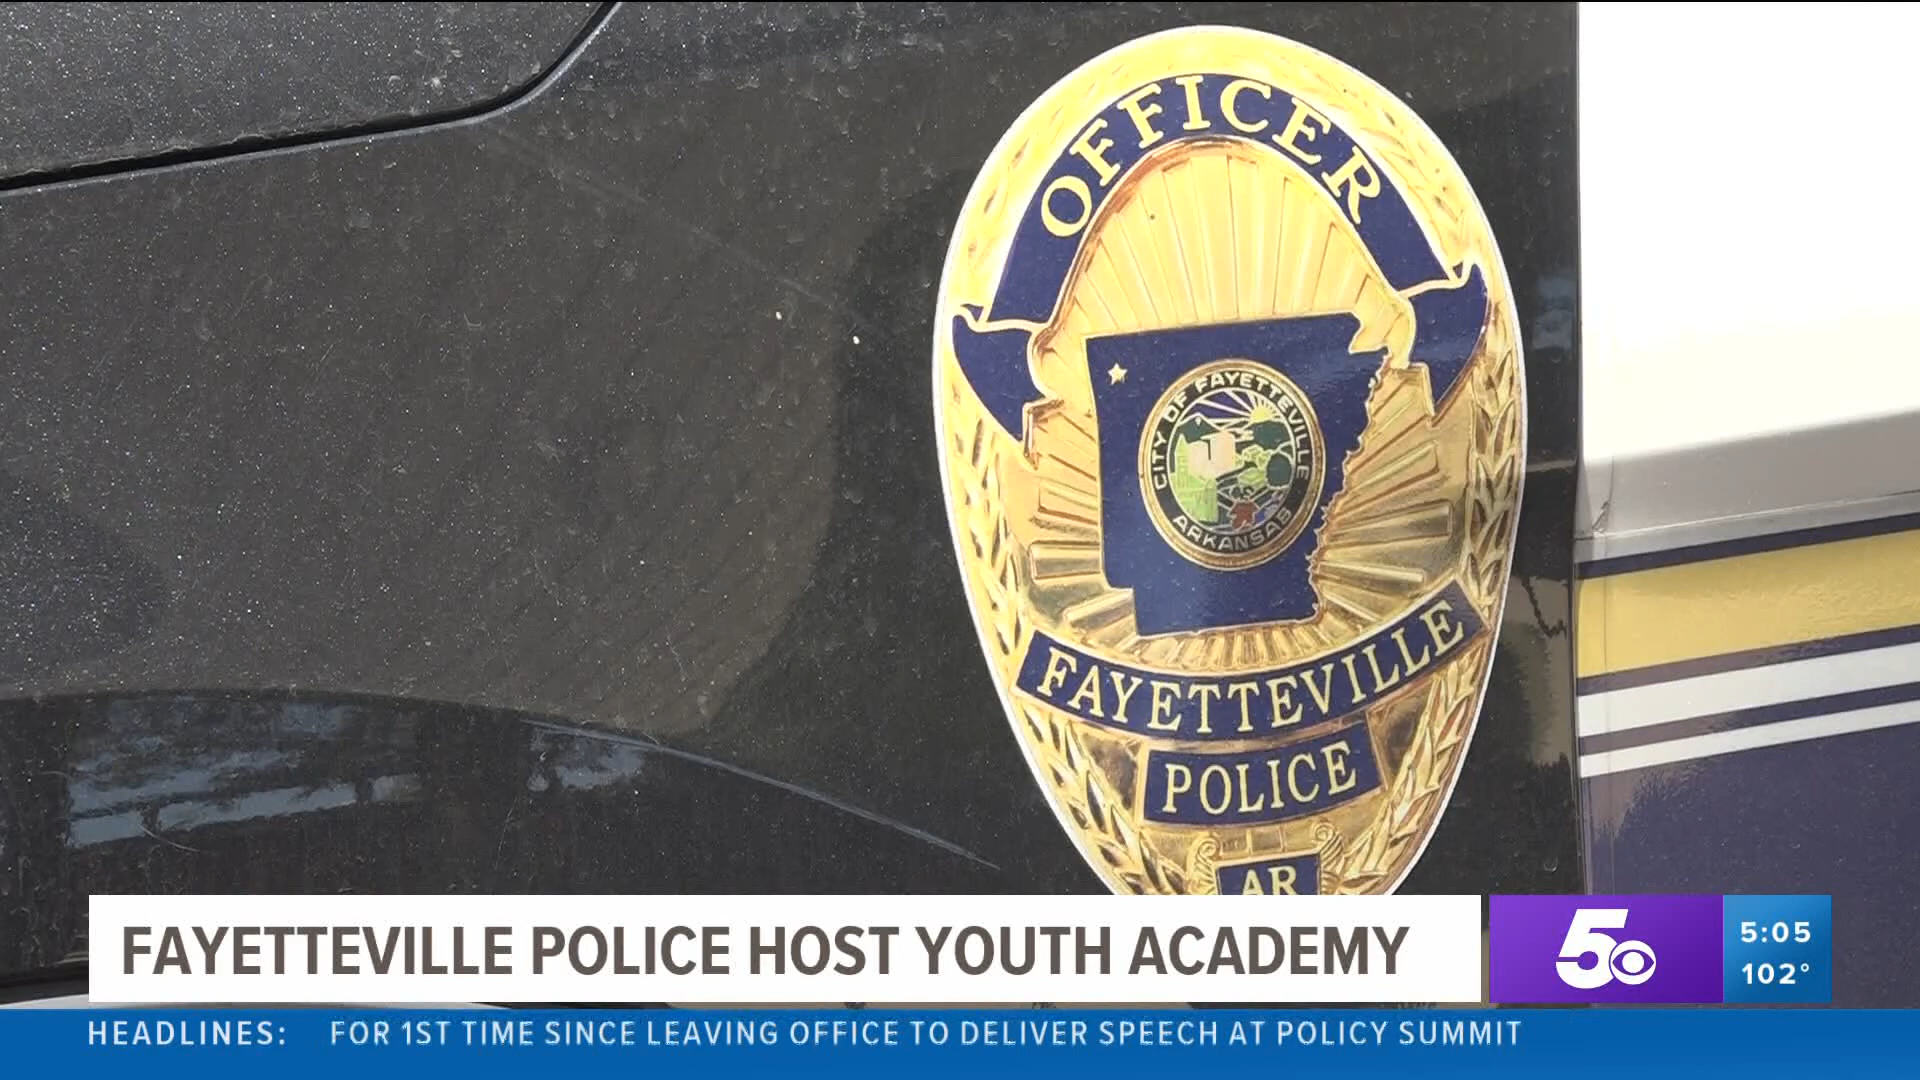 OFFICER
CITY OF FAYETTEVILLE
ARKANSAS
FAYETTEVILLE
POLICE
AR
FAYETTEVILLE POLICE HOST YOUTH ACADEMY
5
5:05
102°
HEADLINES: FOR 1ST TIME SINCE LEAVING OFFICE TO DELIVER SPEECH AT POLICY SUMMIT